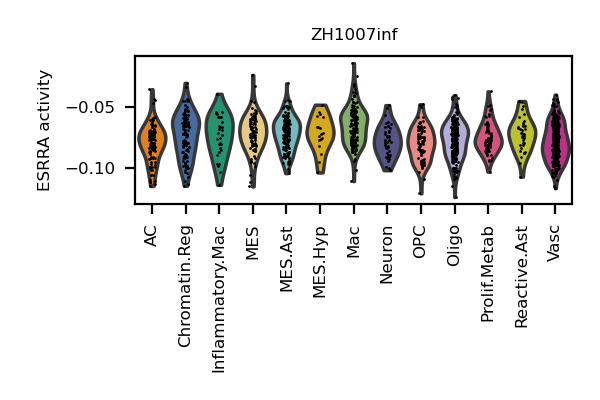 ZH1007inf
ESRRA activity
−0.05
−0.10
AC
Chromatin.Reg
Inflammatory.Mac
MES
MES.Ast
MES.Hyp
Mac
Neuron
OPC
Oligo
Prolif.Metab
Reactive.Ast
Vasc